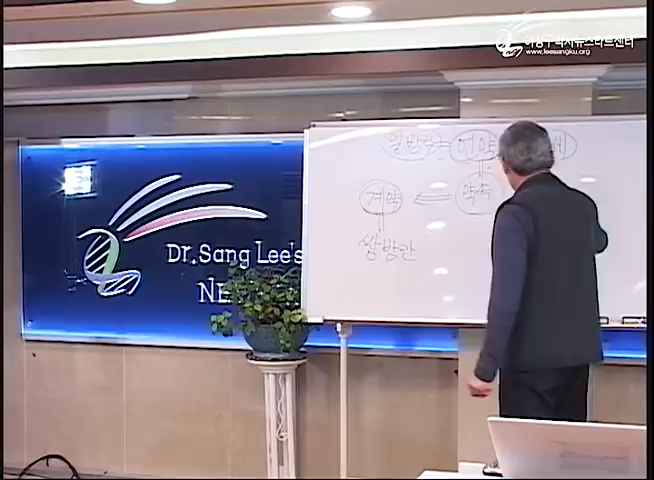 이상구박사뉴스타트센터
www.leesangku.org
일방적 언약
계약 ⇐ 약속
쌍방간
Dr.Sang Lee's
NE